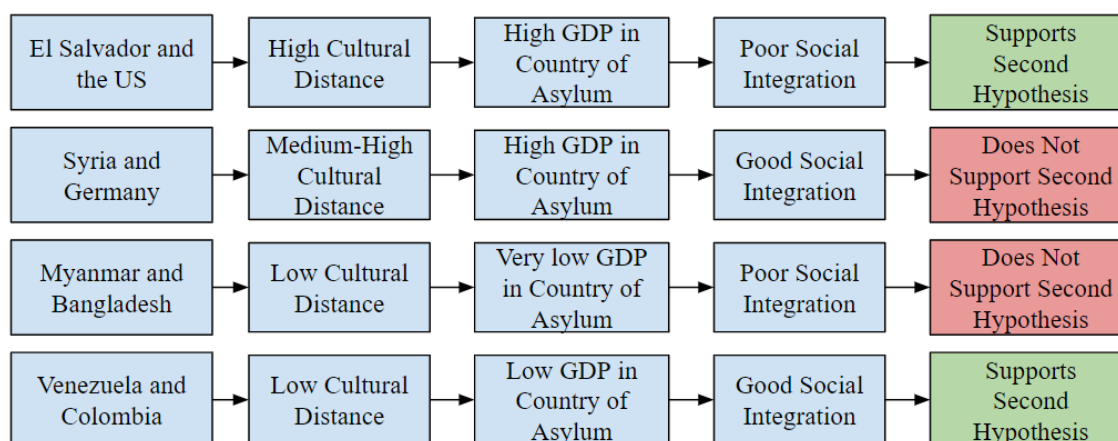 El Salvador and
the US
High Cultural
Distance
High GDP in
Country of
Asylum
Poor Social
Integration
Supports
Second
Hypothesis
Syria and
Germany
Medium-High
Cultural
Distance
High GDP in
Country of
Asylum
Good Social
Integration
Does Not
Support Second
Hypothesis
Myanmar and
Bangladesh
Low Cultural
Distance
Very low GDP
in Country of
Asylum
Poor Social
Integration
Does Not
Support Second
Hypothesis
Venezuela and
Colombia
Low Cultural
Distance
Low GDP in
Country of
Asylum
Good Social
Integration
Supports
Second
Hypothesis